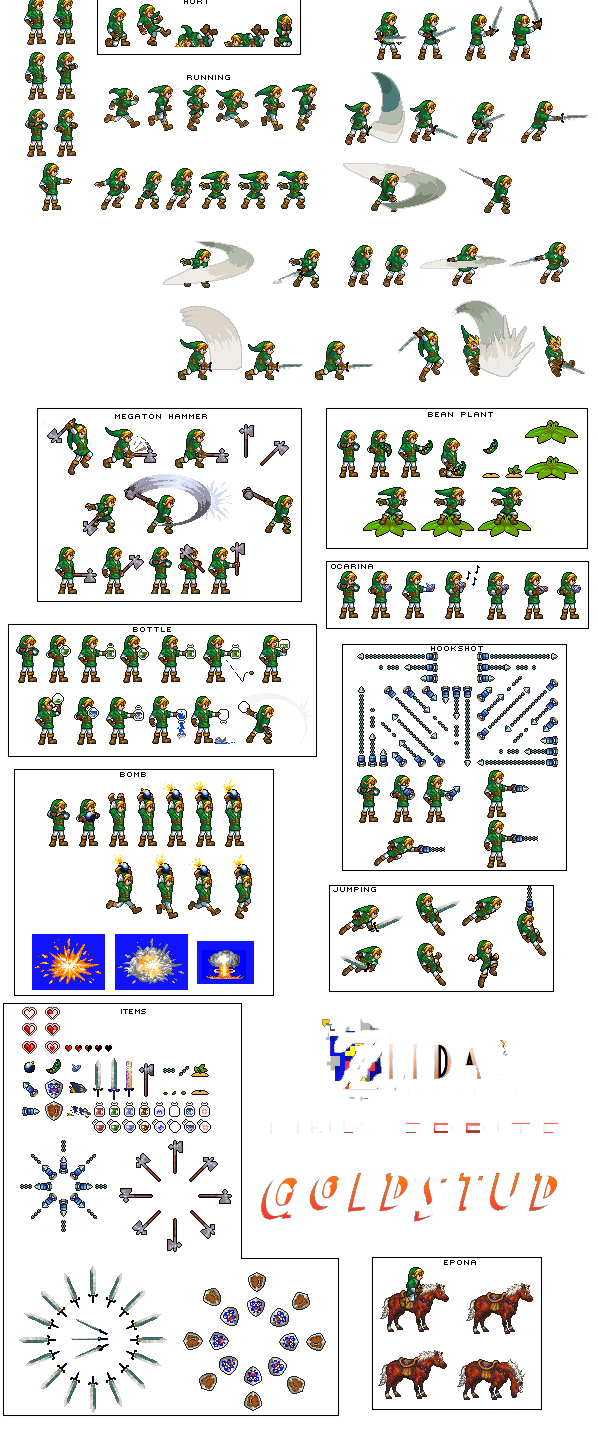 HURT
RUNNING
MEGATON HAMMER
BEAN PLANT
OCARINA
BOTTLE
HOOKSHOT
BOMB
JUMPING
ITEMS
GOLDSTUD
EPONA